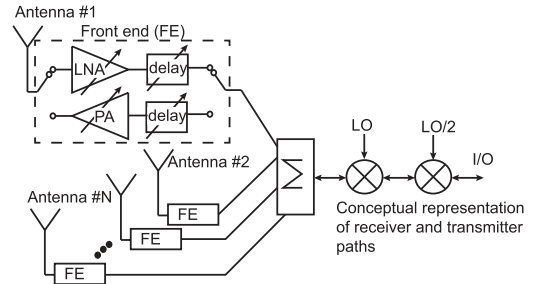 Antenna #1
Front end (FE)
LNA
delay
PA
delay
Antenna #2
FE
Antenna #N
FE
FE
Σ
LO
LO/2
I/O
Conceptual representation
of receiver and transmitter
paths